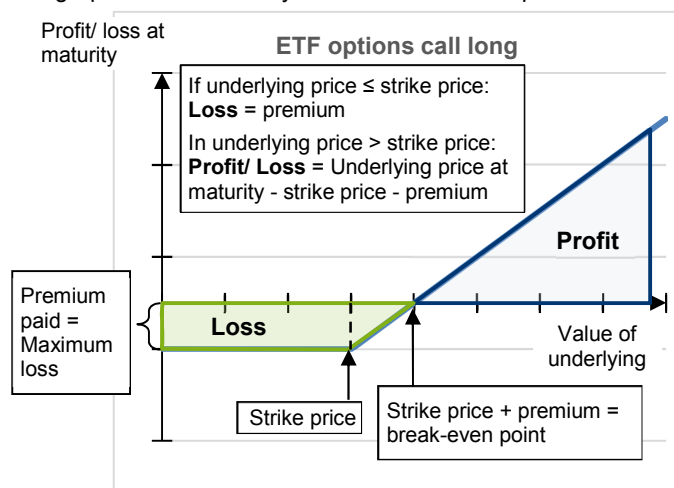 Profit/ loss at
maturity
ETF options call long
If underlying price ≤ strike price:
Loss = premium
In underlying price > strike price:
Profit/ Loss = Underlying price at
maturity - strike price - premium
Profit
Premium
paid =
Maximum
loss
Loss
Value of
underlying
Strike price
Strike price + premium =
break-even point